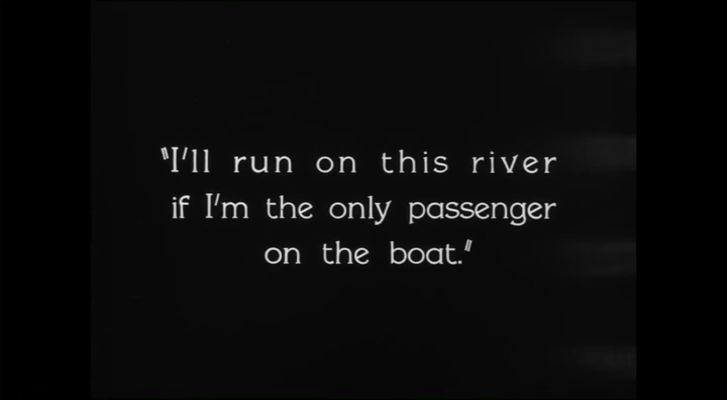 "I'll run on this river
if I'm the only passenger
on the boat."